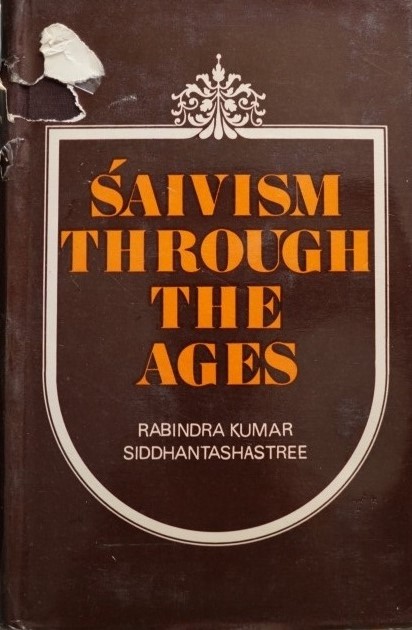 ŚAIVISM
THROUGH
THE
AGES
RABINDRA KUMAR
SIDDHANTASHASTREE